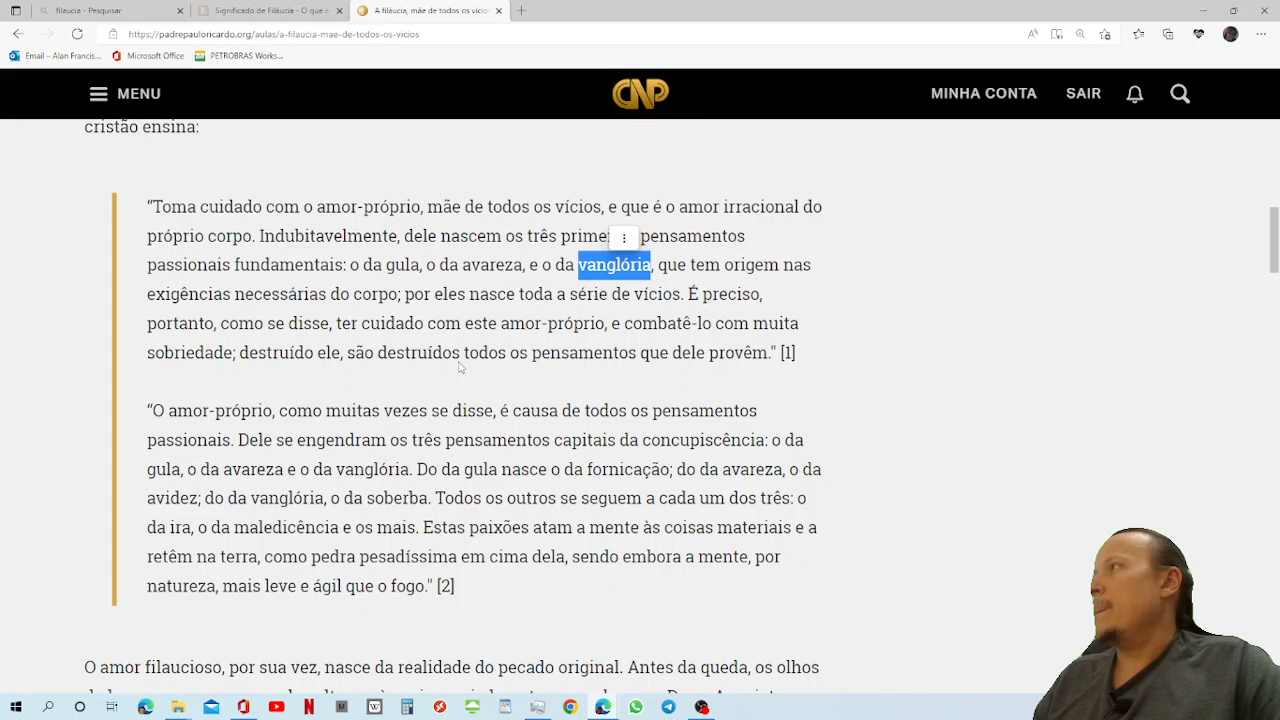 filaucia - Pesquisar
Significado de Filáucia - O que é
A filáucia, mãe de todos os vícios
https://padrepauloricardo.org/aulas/a-filaucia-mae-de-todos-os-vicios
Email – Alan Francis...
Microsoft Office
PETROBRAS Works...
MENU
CNP
MINHA CONTA
SAIR
cristão ensina:
“Toma cuidado com o amor-próprio, mãe de todos os vícios, e que é o amor irracional do
próprio corpo. Indubitavelmente, dele nascem os três primei pensamentos
passionais fundamentais: o da gula, o da avareza, e o da vanglória, que tem origem nas
exigências necessárias do corpo; por eles nasce toda a série de vícios. É preciso,
portanto, como se disse, ter cuidado com este amor-próprio, e combatê-lo com muita
sobriedade; destruído ele, são destruídos todos os pensamentos que dele provêm." [1]
“O amor-próprio, como muitas vezes se disse, é causa de todos os pensamentos
passionais. Dele se engendram os três pensamentos capitais da concupiscência: o da
gula, o da avareza e o da vanglória. Do da gula nasce o da fornicação; do da avareza, o da
avidez; do da vanglória, o da soberba. Todos os outros se seguem a cada um dos três: o
da ira, o da maledicência e os mais. Estas paixões atam a mente às coisas materiais e a
retêm na terra, como pedra pesadíssima em cima dela, sendo embora a mente, por
natureza, mais leve e ágil que o fogo." [2]
O amor filaucioso, por sua vez, nasce da realidade do pecado original. Antes da queda, os olhos